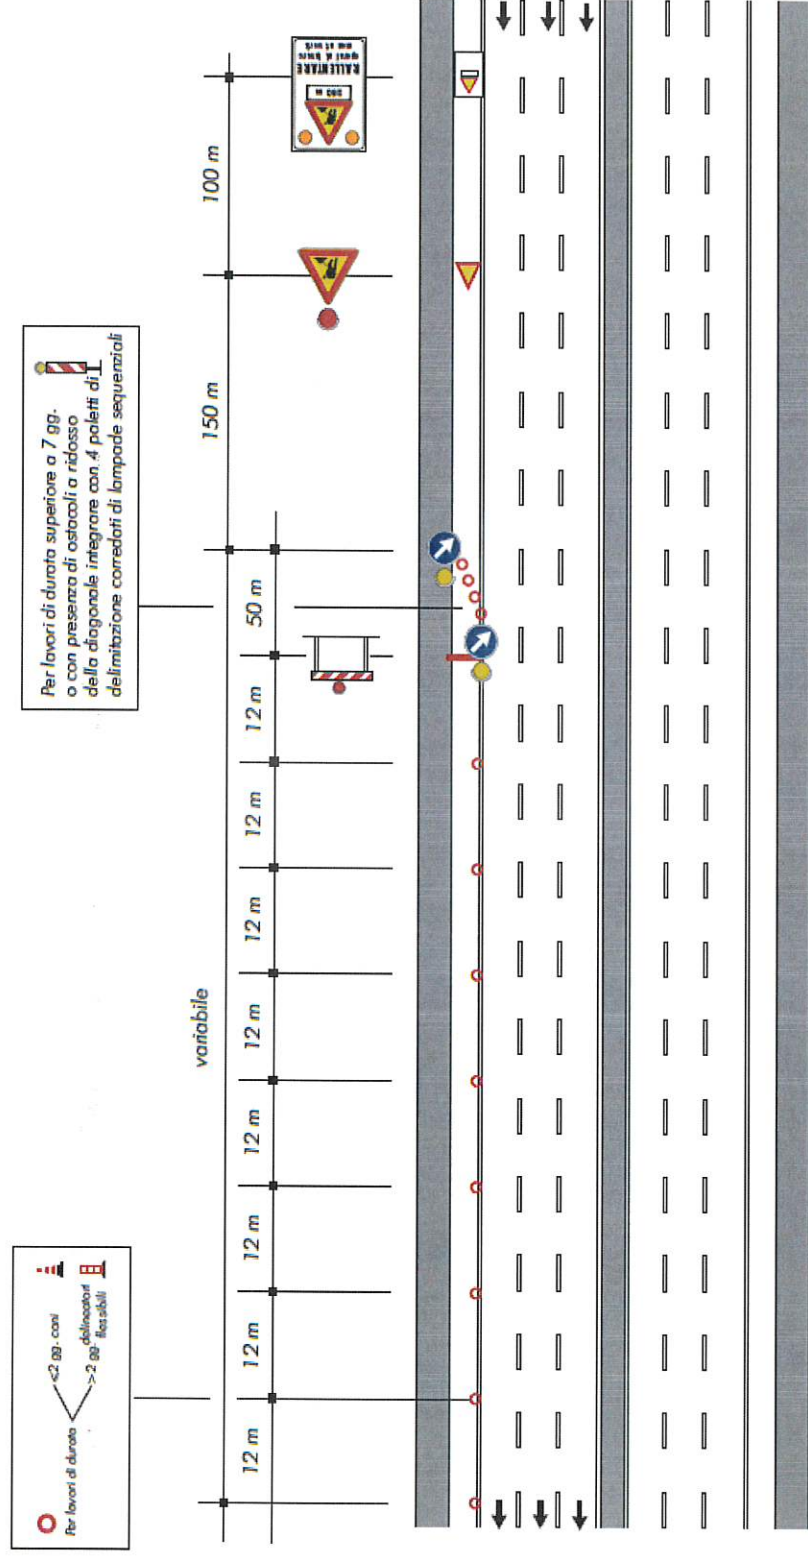 Per lavori di durata
≤2 gg. coni
>2 gg. delineatori
flessibili
Per lavori di durata superiore a 7 gg.
o con presenza di ostacoli a ridosso
della diagonale integrare con 4 paletti di
delimitazione corredati di lampade sequenziali
variabile
150 m
100 m
12 m
12 m
12 m
12 m
12 m
12 m
12 m
12 m
50 m
RALLENTARE